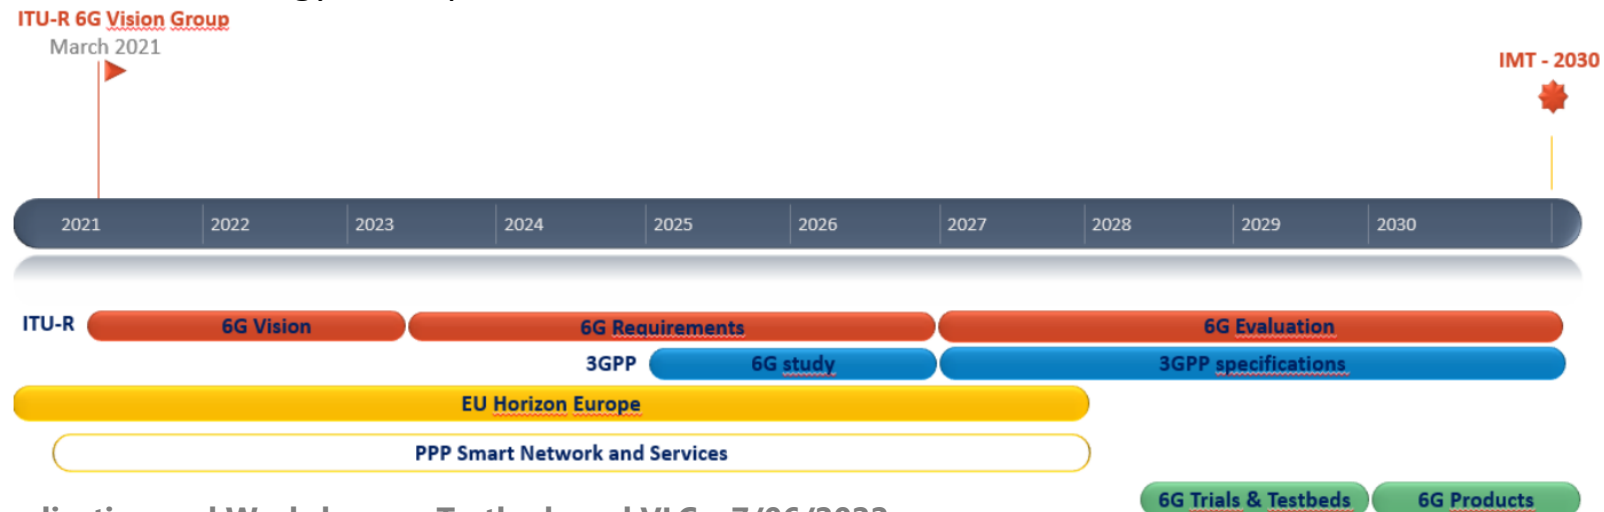 ITU-R 6G Vision Group
March 2021
IMT - 2030
2021 2022 2023 2024 2025 2026 2027 2028 2029 2030
ITU-R 6G Vision 6G Requirements 6G Evaluation
3GPP 6G study 3GPP specifications
EU Horizon Europe
PPP Smart Network and Services
6G Trials & Testbeds 6G Products